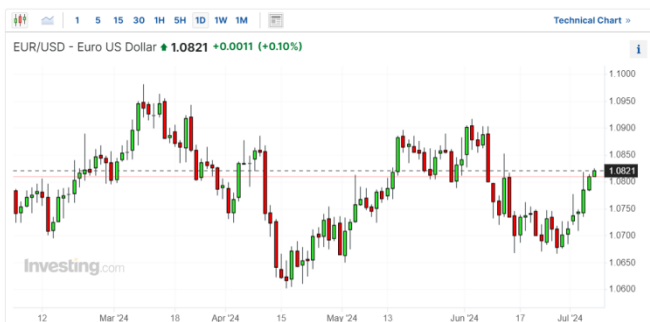 1 5 15 30 1H 5H 1D 1W 1M Technical Chart »
EUR/USD - Euro US Dollar 1.0821 +0.0011 (+0.10%)
1.1000
1.0950
1.0900
1.0850
1.0821
1.0800
1.0750
1.0700
1.0650
1.0600
Investing.com
12 Mar '24 18 Apr '24 15 May '24 13 Jun '24 17 Jul '24